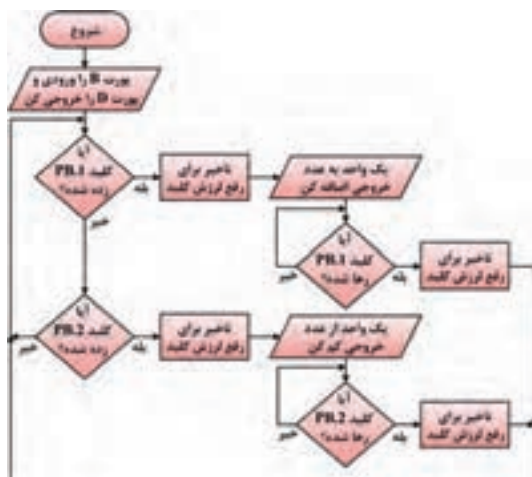 شروع
پورت B را ورودی و
پورت D را خروجی کن
آیا
کلید PB.1
زده شده؟
بله
خیر
تاخیر برای
رفع لرزش کلید
یک واحد به عدد
خروجی اضافه کن
آیا
کلید PB.1
رها شده؟
خیر
بله
تاخیر برای
رفع لرزش کلید
آیا
کلید PB.2
زده شده؟
خیر
بله
تاخیر برای
رفع لرزش کلید
یک واحد از عدد
خروجی کم کن
آیا
کلید PB.2
رها شده؟
خیر
بله
تاخیر برای
رفع لرزش کلید